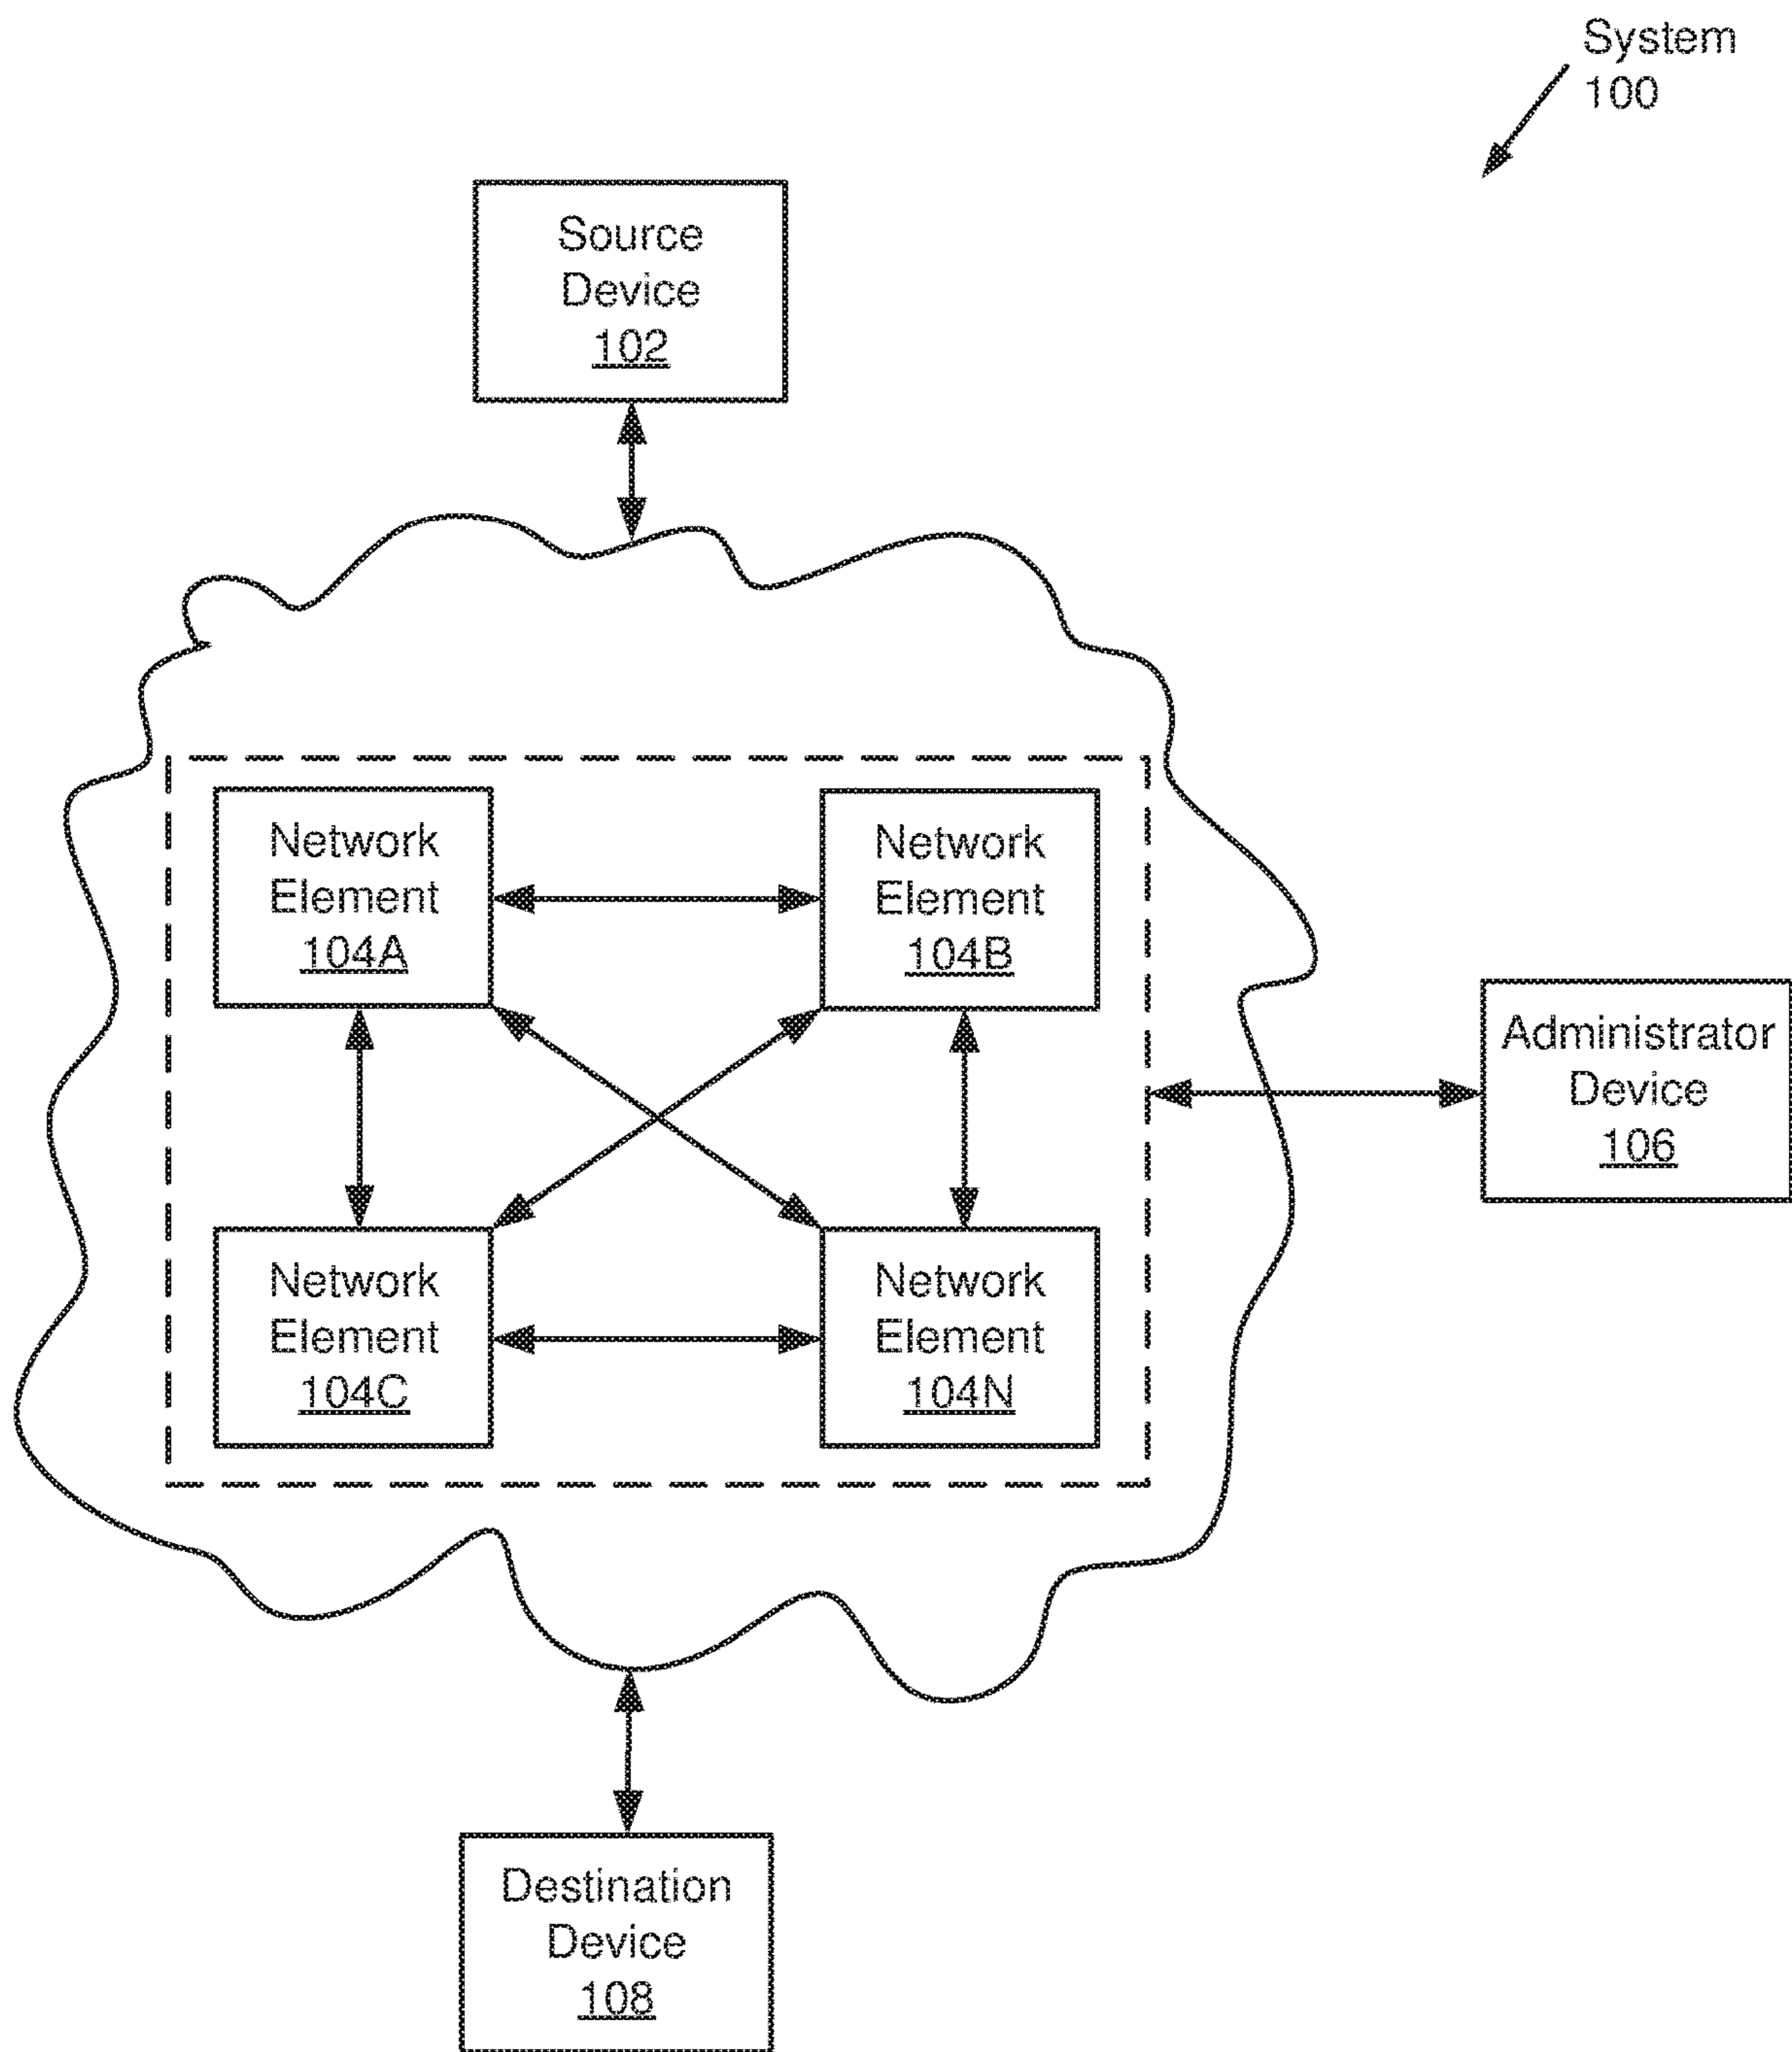 System
100
Source
Device
102
Network
Element
104A
Network
Element
104B
Administrator
Device
106
Network
Element
104C
Network
Element
104N
Destination
Device
108